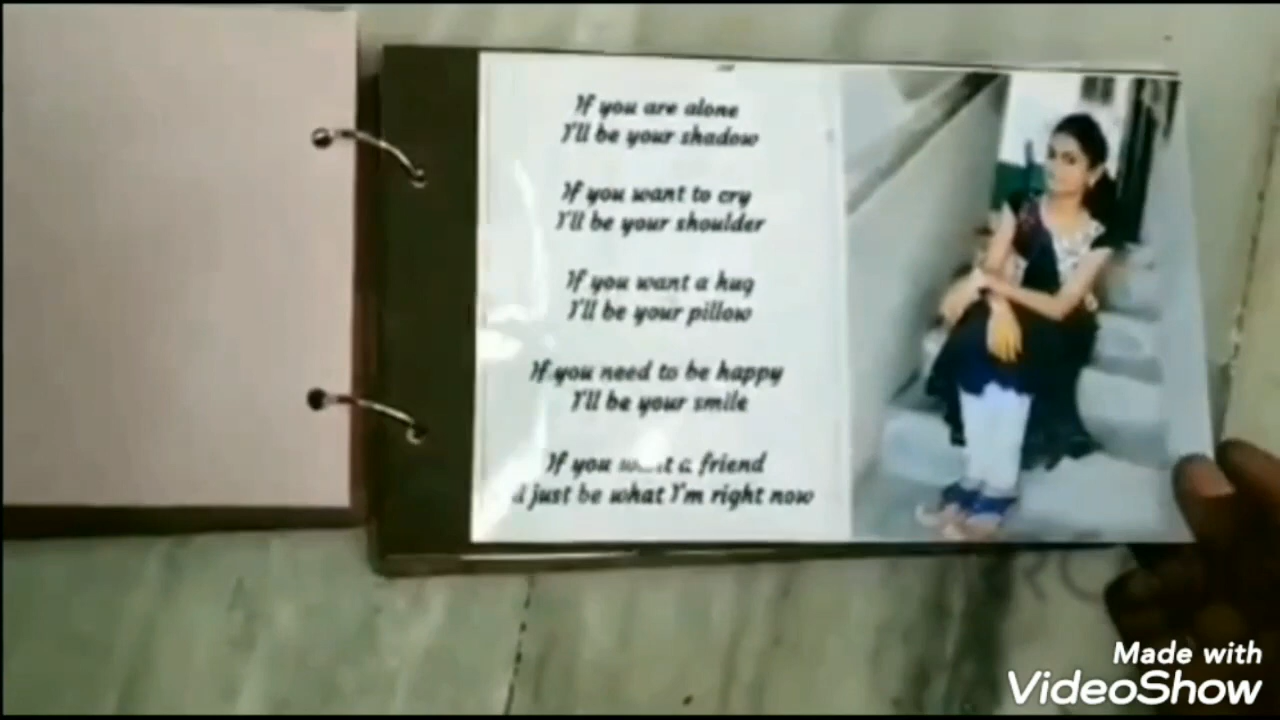 If you are alone
I'll be your shadow
If you want to cry
I'll be your shoulder
If you want a hug
I'll be your pillow
If you need to be happy
I'll be your smile
If you want a friend
just be what I'm right now
Made with
VideoShow